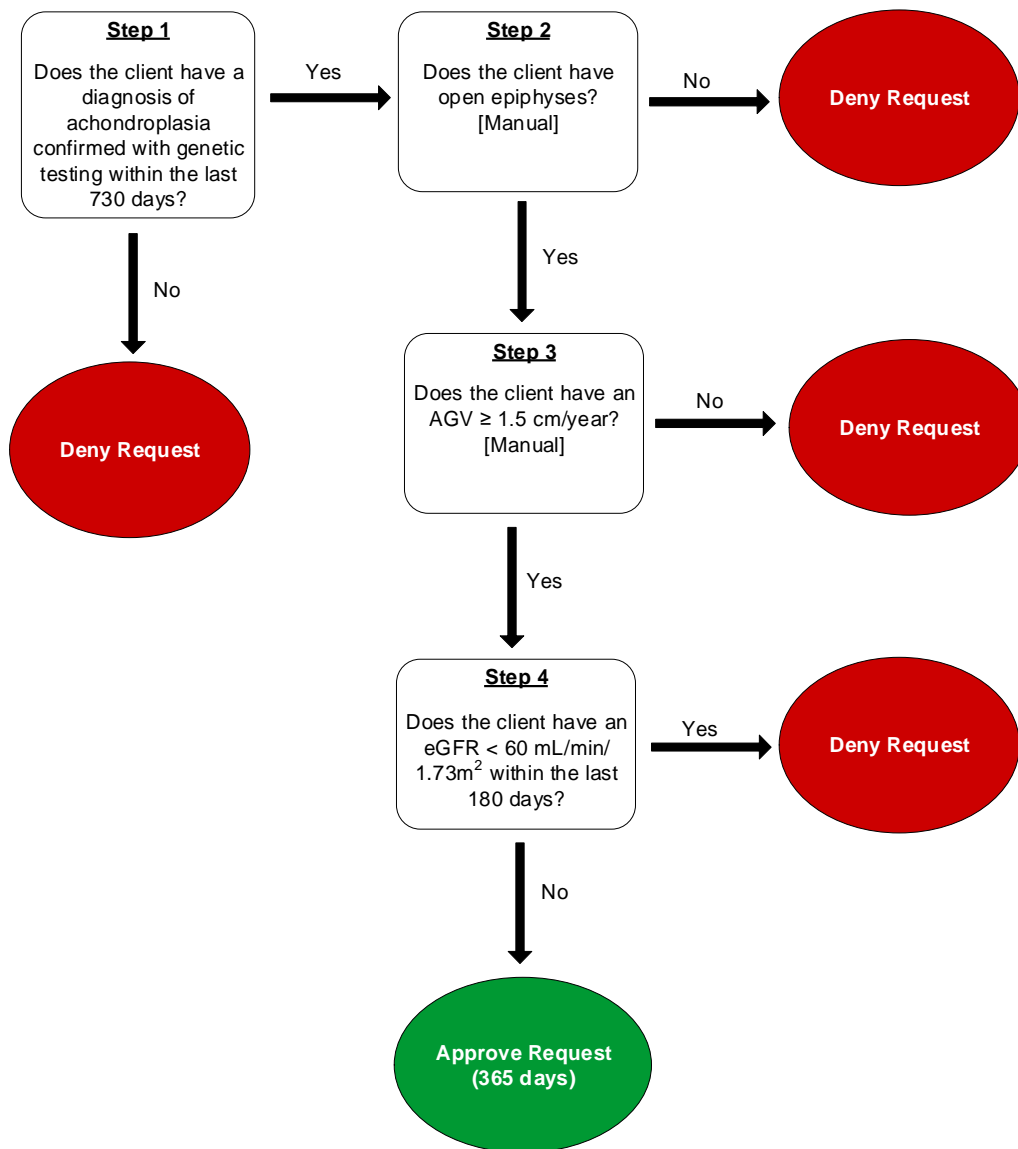 Step 1
Does the client have a
diagnosis of
achondroplasia
confirmed with genetic
testing within the last
730 days?
Yes
Step 2
Does the client have
open epiphyses?
[Manual]
No
Deny Request
No
Deny Request
Yes
Step 3
Does the client have an
AGV ≥ 1.5 cm/year?
[Manual]
No
Deny Request
Yes
Step 4
Does the client have an
eGFR < 60 mL/min/
1.73m² within the last
180 days?
Yes
Deny Request
No
Approve Request
(365 days)